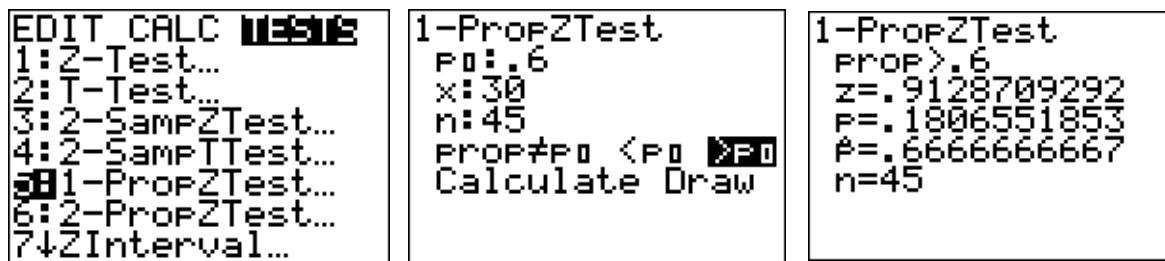 EDIT CALC TESTS
1:Z-Test…
2:T-Test…
3:2-SampZTest…
4:2-SampTTest…
5:1-PropZTest…
6:2-PropZTest…
7↓ZInterval…
1-PropZTest
p0:.6
x:30
n:45
prop≠p0 <p0 >p0
Calculate Draw
1-PropZTest
prop>.6
z=.9128709292
p=.1806551853
p̂=.6666666667
n=45